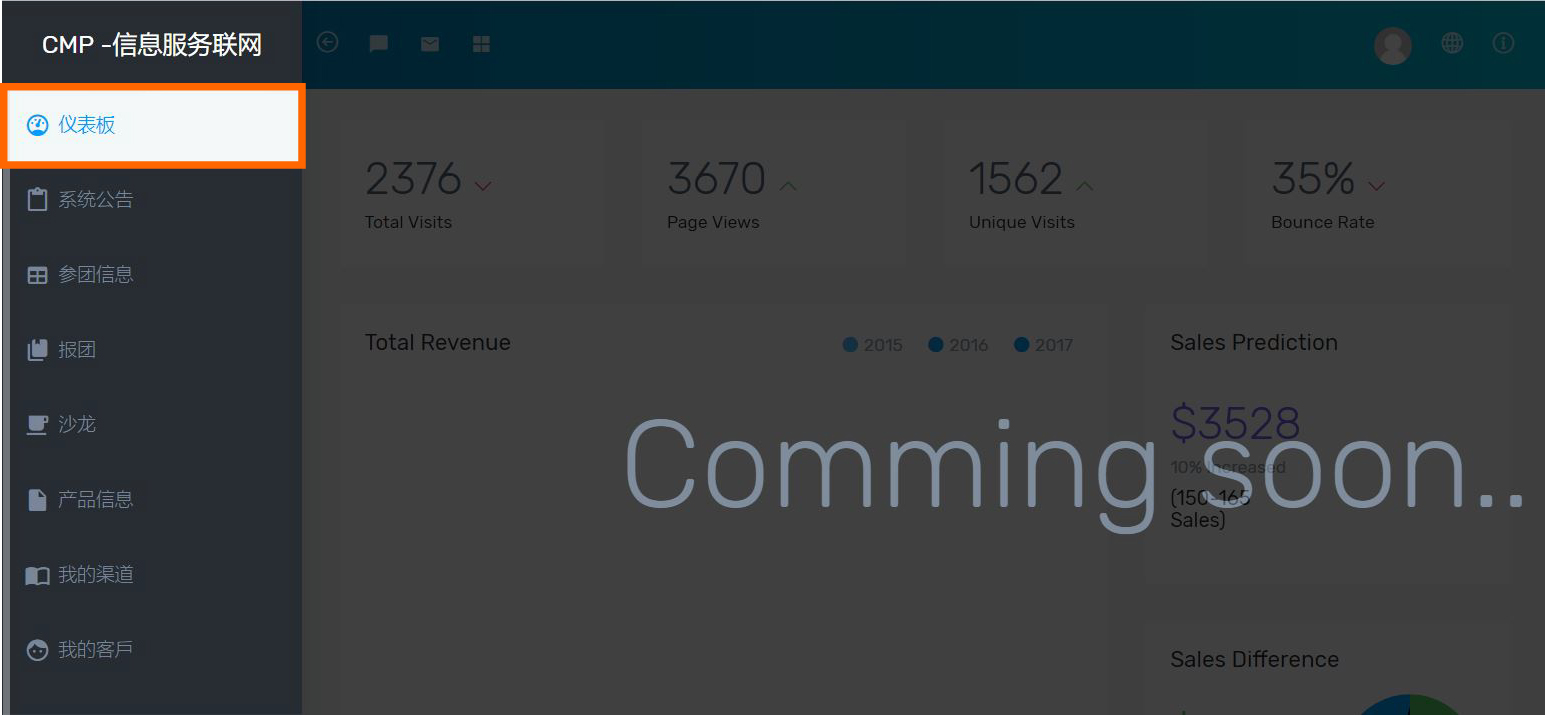 CMP -信息服务联网
仪表板
系统公告
参团信息
报团
沙龙
产品信息
我的渠道
我的客戶
2376
Total Visits
3670
Page Views
1562
Unique Visits
35%
Bounce Rate
Total Revenue
2015
2016
2017
Sales Prediction
$3528
10% Increased
(150-165
Sales)
Comming soon..
Sales Difference